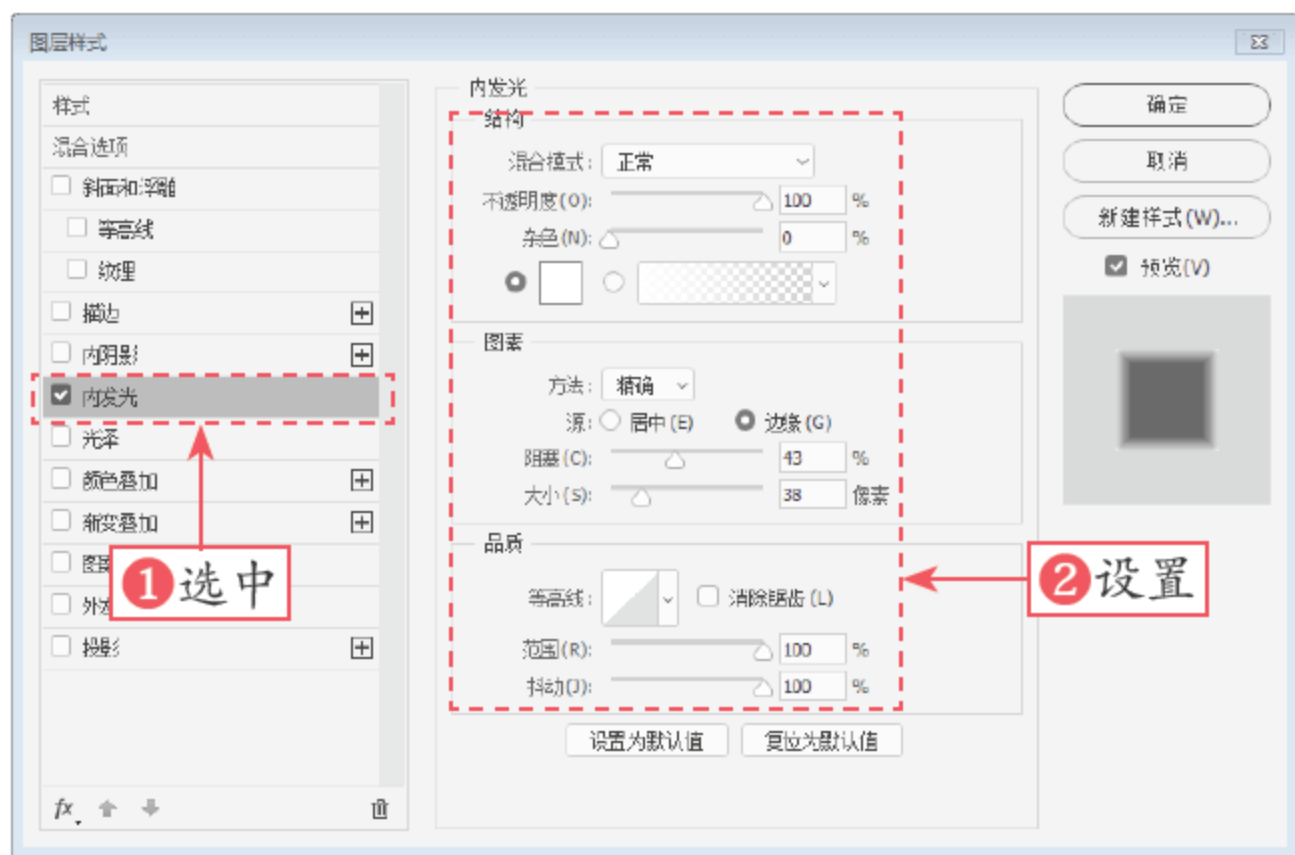 图层样式
样式
混合选项
斜面和浮雕
等高线
纹理
描边
内阴影
内发光
光泽
颜色叠加
渐变叠加
投影
fx
1选中
内发光
结构
混合模式: 正常
不透明度(O): 100 %
杂色(N): 0 %
图素
方法: 精确
源: 居中(E) 边缘(G)
阻塞(C): 43 %
大小(S): 38 像素
品质
等高线: 消除锯齿(L)
范围(R): 100 %
抖动(J): 100 %
设置为默认值 复位为默认值
确定
取消
新建样式(W)...
预览(V)
2设置